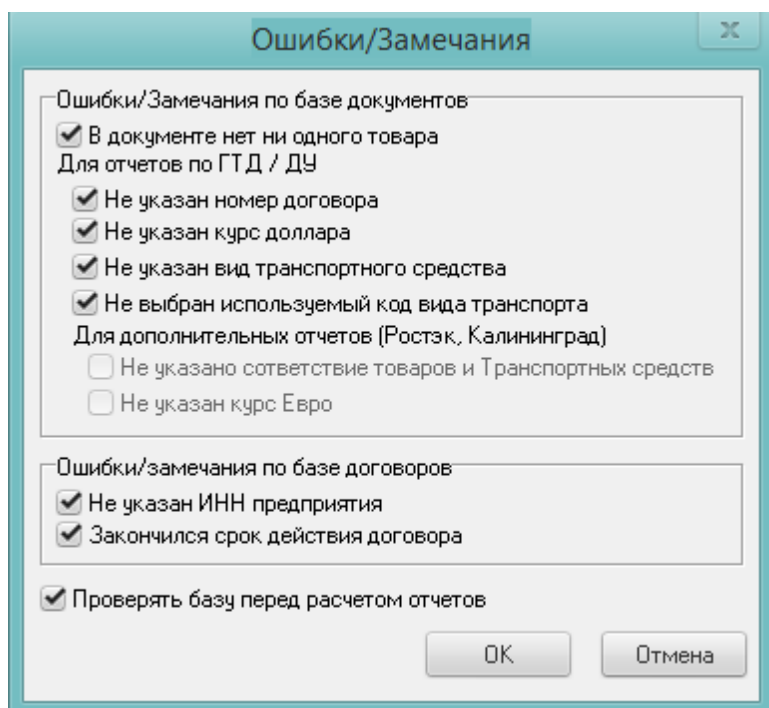 Ошибки/Замечания
Ошибки/Замечания по базе документов
В документе нет ни одного товара
Для отчетов по ГТД / ДУ
Не указан номер договора
Не указан курс доллара
Не указан вид транспортного средства
Не выбран используемый код вида транспорта
Для дополнительных отчетов (Ростэк, Калининград)
Не указано сответствие товаров и Транспортных средств
Не указан курс Евро
Ошибки/замечания по базе договоров
Не указан ИНН предприятия
Закончился срок действия договора
Проверять базу перед расчетом отчетов
OK
Отмена